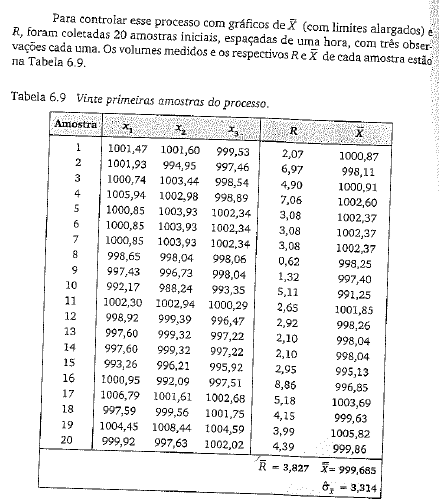 Para controlar esse processo com gráficos de X̄ (com limites alargados) e
R, foram coletadas 20 amostras iniciais, espaçadas de uma hora, com três obser-
vações cada uma. Os volumes medidos e os respectivos R e X̄ de cada amostra estão
na Tabela 6.9.
Tabela 6.9 Vinte primeiras amostras do processo.
Amostra x₁ x₂ x₃ R X̄
1 1001,47 1001,60 999,53 2,07 1000,87
2 1001,93 994,95 997,46 6,97 998,11
3 1000,74 1003,44 998,54 4,90 1000,91
4 1005,94 1002,98 998,89 7,06 1002,60
5 1000,85 1003,93 1002,34 3,08 1002,37
6 1000,85 1003,93 1002,34 3,08 1002,37
7 1000,85 1003,93 1002,34 3,08 1002,37
8 998,65 998,04 998,06 0,62 998,25
9 997,43 996,73 998,04 1,32 997,40
10 992,17 988,24 993,35 5,11 991,25
11 1002,30 1002,94 1000,29 2,65 1001,85
12 998,92 999,39 996,47 2,92 998,26
13 997,60 999,32 997,22 2,10 998,04
14 997,60 999,32 997,22 2,10 998,04
15 993,26 996,21 995,92 2,95 995,13
16 1000,95 992,09 997,51 8,86 996,85
17 1006,79 1001,61 1002,68 5,18 1003,69
18 997,59 999,56 1001,75 4,15 999,63
19 1004,45 1008,44 1004,59 3,99 1005,82
20 999,92 997,63 1002,02 4,39 999,86
R̄ = 3,827 X̿ = 999,685
= 3,314